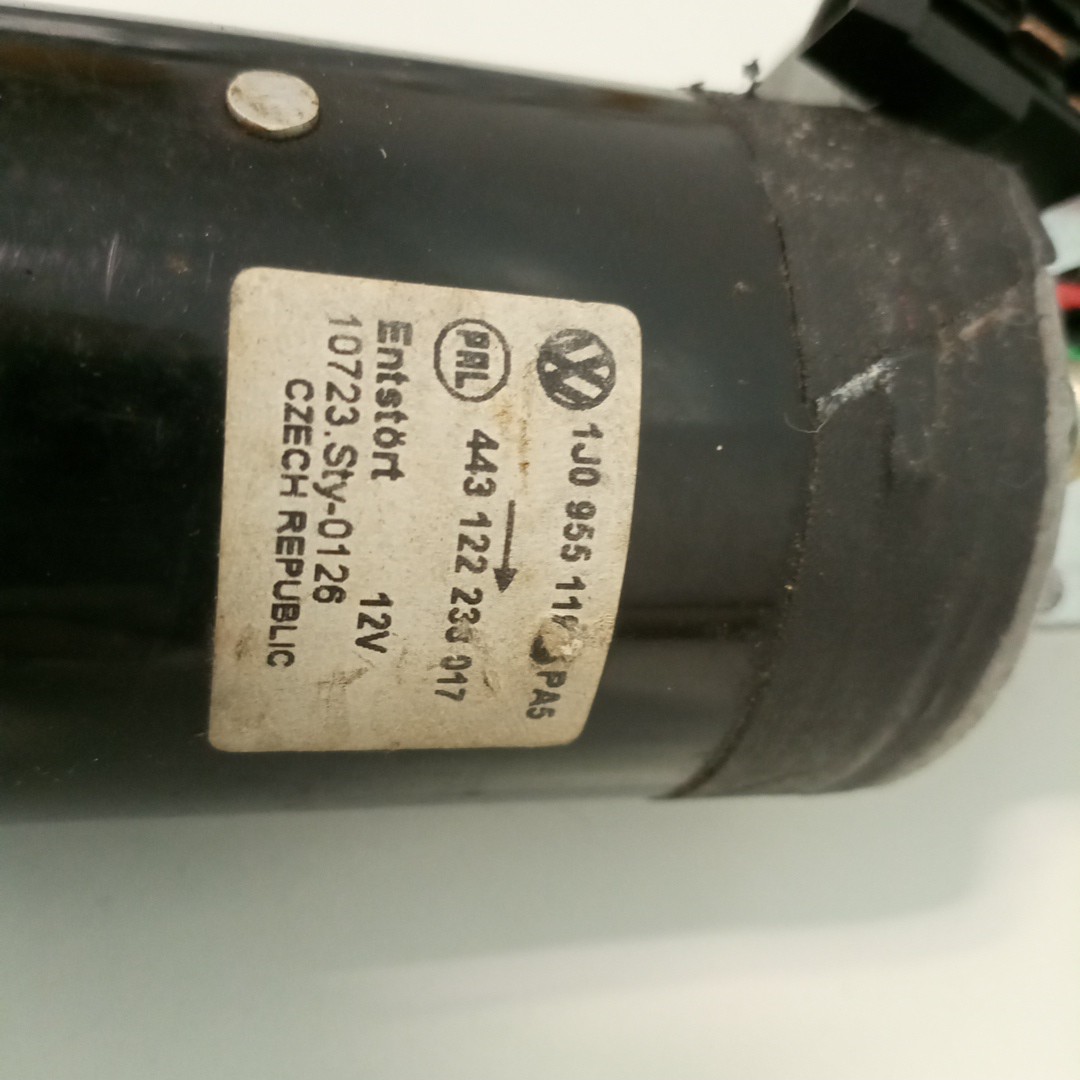 1J0 955 PA5
PAL 443 122 017
Entstört 12V
10723.Sty-0126
CZECH REPUBLIC